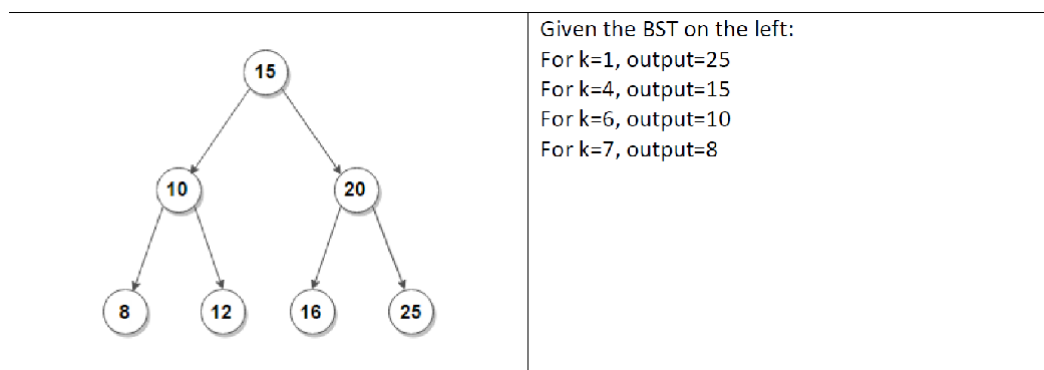 15
10
20
8
12
16
25
Given the BST on the left:
For k=1, output=25
For k=4, output=15
For k=6, output=10
For k=7, output=8